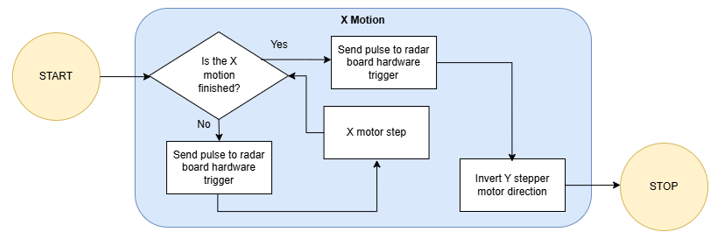 X Motion
START
Is the X
motion
finished?
Yes
Send pulse to radar
board hardware
trigger
No
Send pulse to radar
board hardware
trigger
X motor step
Invert Y stepper
motor direction
STOP